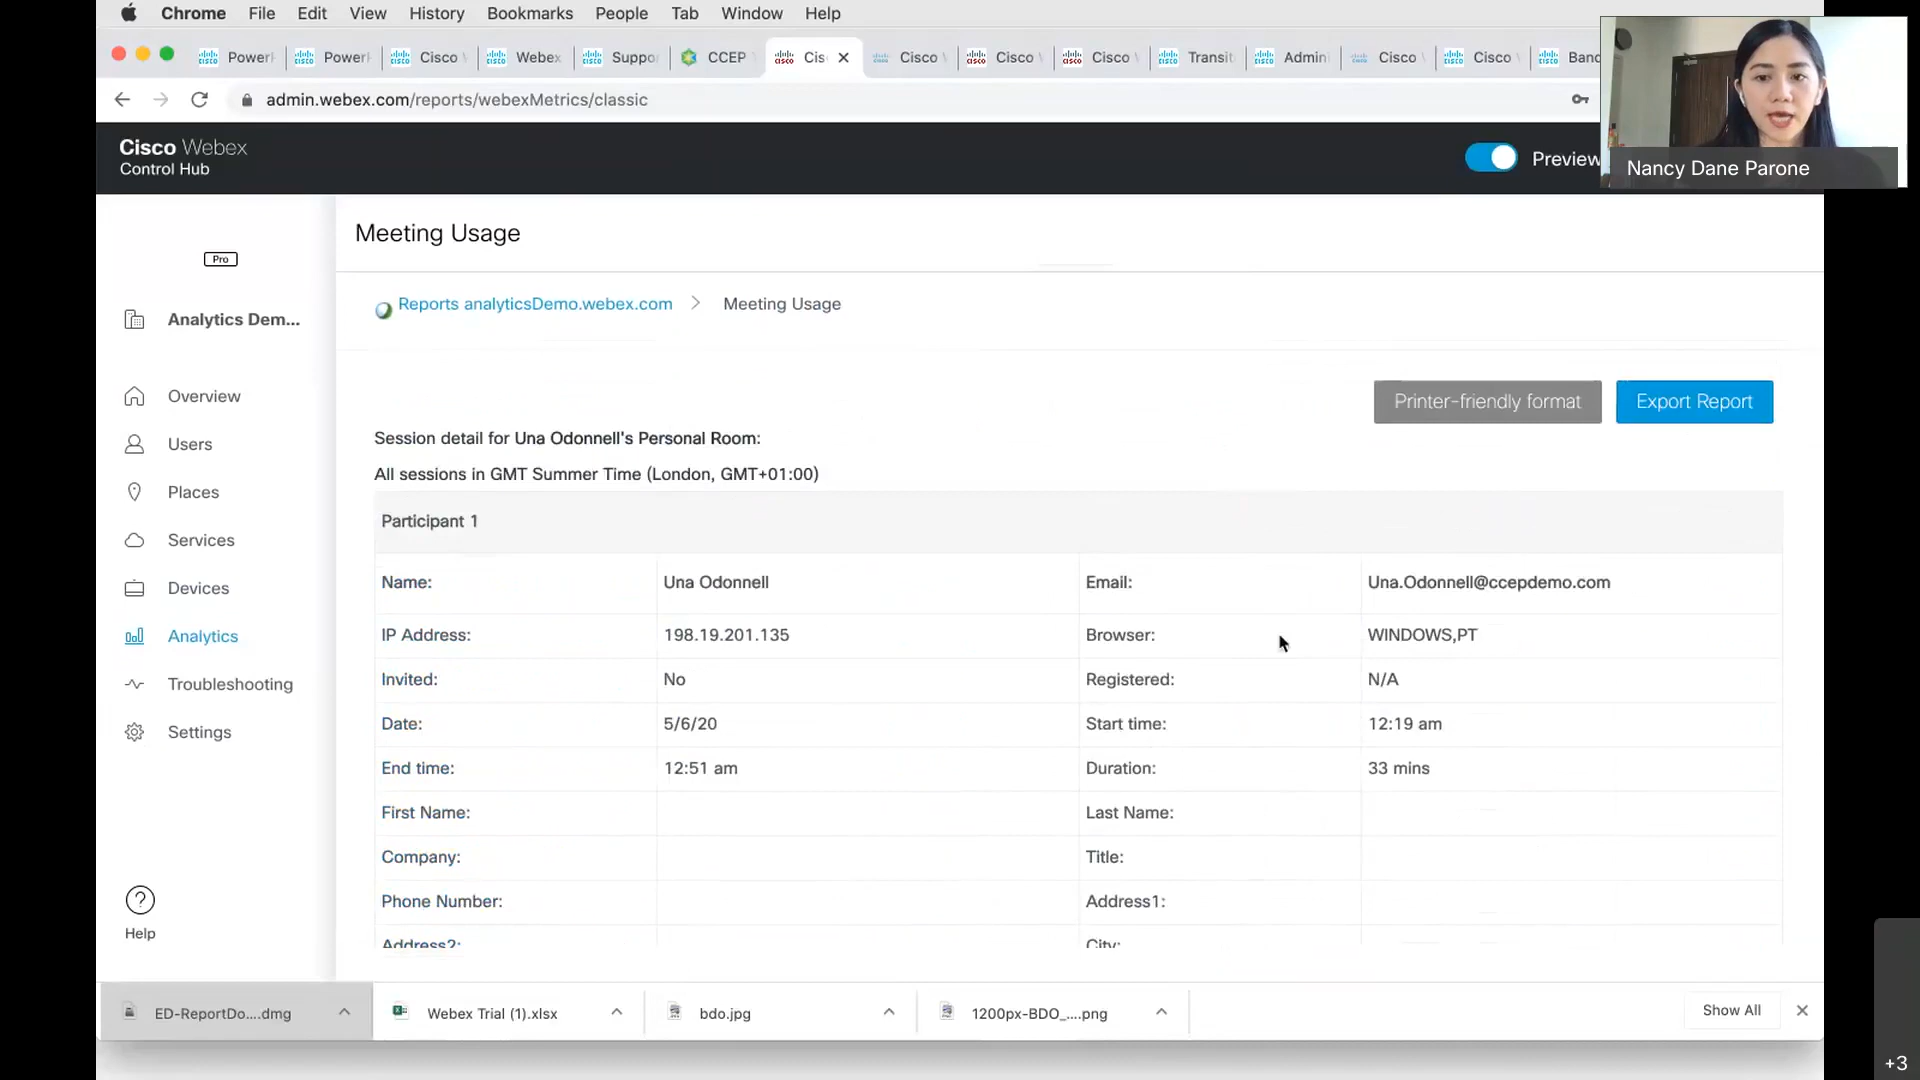 Chrome File Edit View History Bookmarks People Tab Window Help
Power Power Cisco Webex Suppo CCEP Cis Cisco Cisco Cisco Transit Admin Cisco Cisco Banc
admin.webex.com/reports/webexMetrics/classic
Cisco Webex
Control Hub
Preview
Nancy Dane Parone
Pro
Analytics Dem...
Overview
Users
Places
Services
Devices
Analytics
Troubleshooting
Settings
Help
Meeting Usage
Reports analyticsDemo.webex.com > Meeting Usage
Printer-friendly format Export Report
Session detail for Una Odonnell's Personal Room:
All sessions in GMT Summer Time (London, GMT+01:00)
Participant 1
Name: Una Odonnell Email: Una.Odonnell@ccepdemo.com
IP Address: 198.19.201.135 Browser: WINDOWS,PT
Invited: No Registered: N/A
Date: 5/6/20 Start time: 12:19 am
End time: 12:51 am Duration: 33 mins
First Name: Last Name:
Company: Title:
Phone Number: Address1:
Address2: City:
ED-ReportDo....dmg Webex Trial (1).xlsx bdo.jpg 1200px-BDO_....png Show All
+3